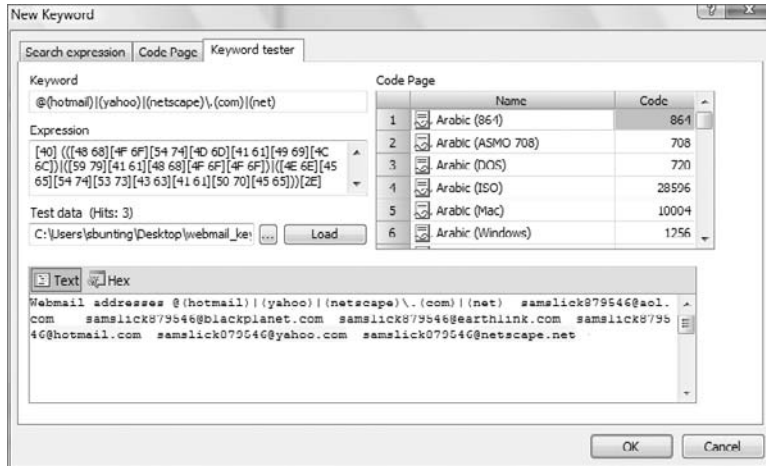 New Keyword
Search expression Code Page Keyword tester
Keyword
@(hotmail)|(yahoo)|(netscape)\.(com)|(net)
Expression
[40] (([48 68][4F 6F][54 74][4D 6D][41 61][49 69][4C
6C])|([59 79][41 61][48 68][4F 6F][4F 6F])|([4E 6E][45
65][54 74][53 73][43 63][41 61][50 70][45 65]))[2E]
Test data (Hits: 3)
C:\Users\sbunting\Desktop\webmail_key ... Load
Code Page
Name Code
1 Arabic (864) 864
2 Arabic (ASMO 708) 708
3 Arabic (DOS) 720
4 Arabic (ISO) 28596
5 Arabic (Mac) 10004
6 Arabic (Windows) 1256
Text Hex
Webmail addresses @(hotmail)|(yahoo)|(netscape)\.(com)|(net) samslick879546@aol.
com samslick879546@blackplanet.com samslick879546@earthlink.com samslick8795
46@hotmail.com samslick879546@yahoo.com samslick879546@netscape.net
OK Cancel